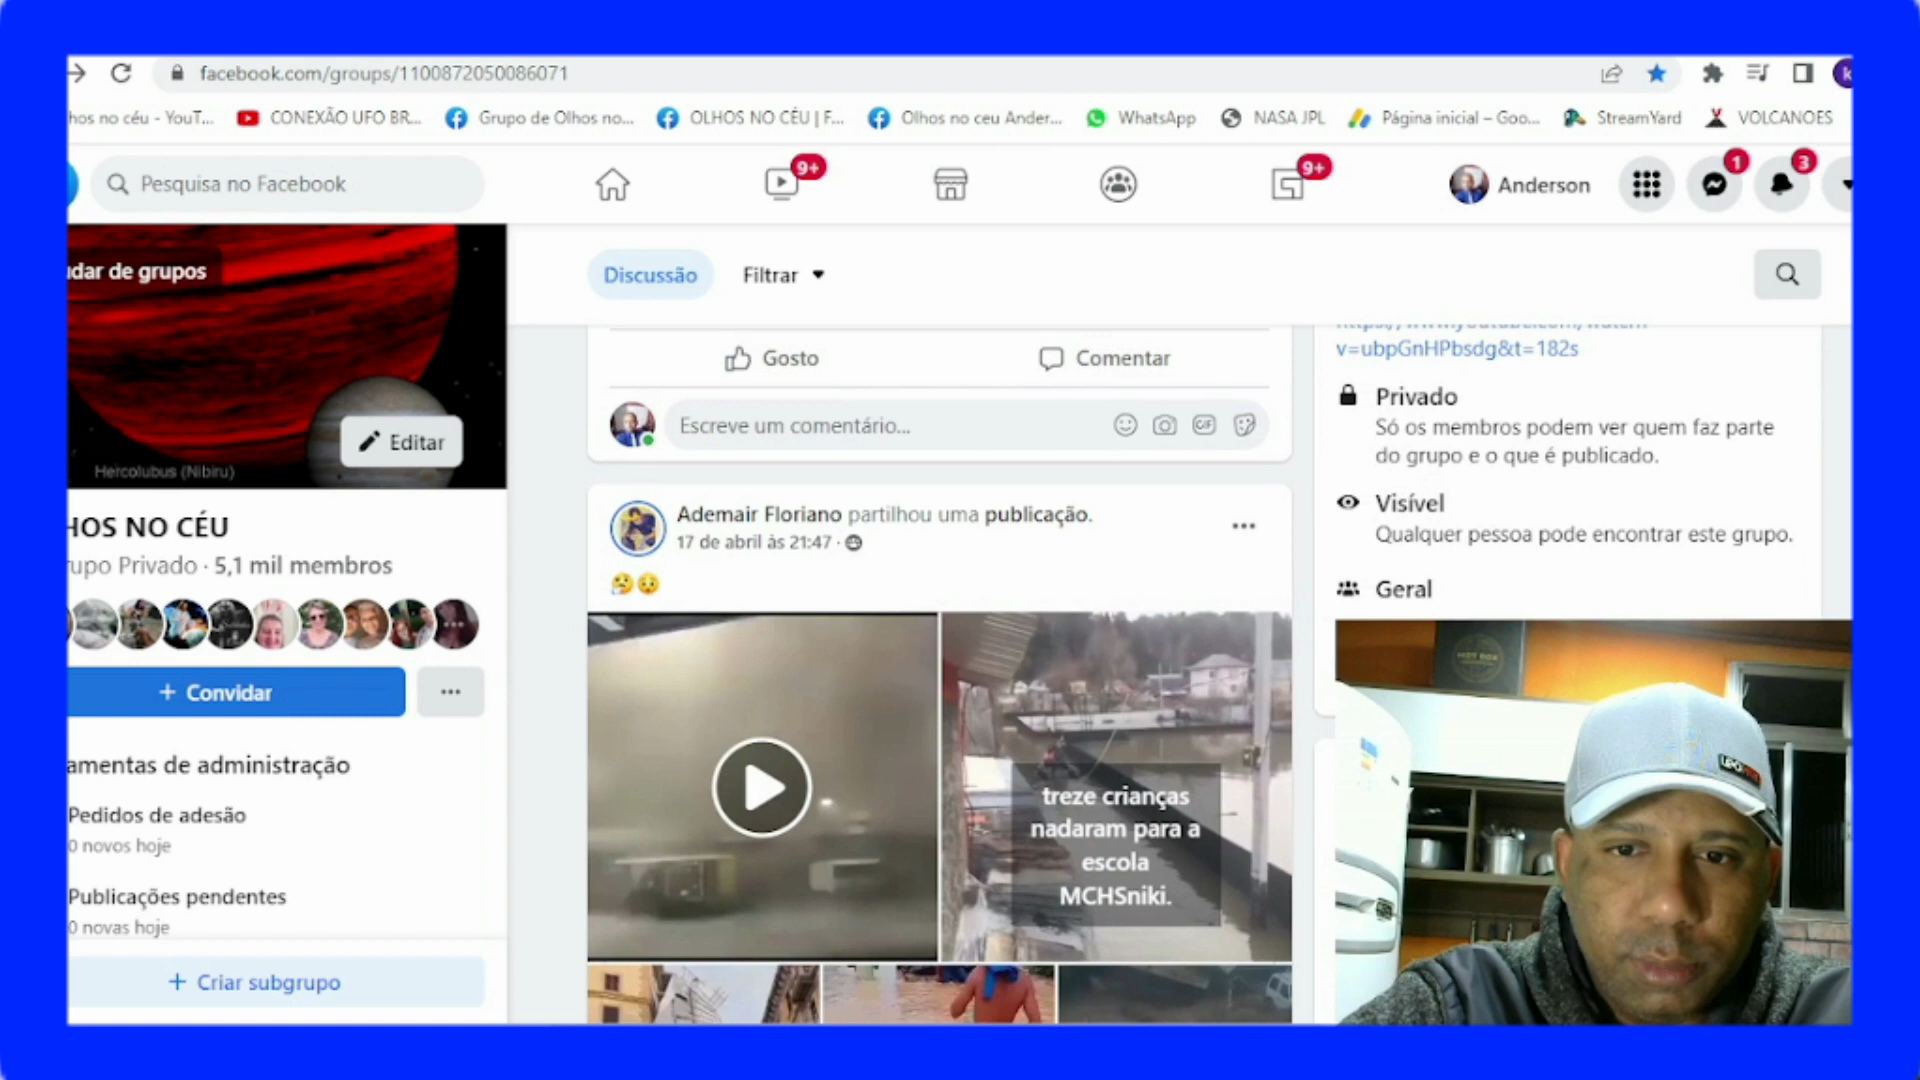 facebook.com/groups/1100872050086071
hos no céu - YouT...
CONEXÃO UFO BR...
Grupo de Olhos no...
OLHOS NO CÉU | F...
Olhos no ceu Ander...
WhatsApp
NASA JPL
Página inicial – Goo...
StreamYard
VOLCANOES
k
Pesquisa no Facebook
9+
9+
Anderson
1
3
dar de grupos
Hercolubus (Nibiru)
Editar
HOS NO CÉU
upo Privado · 5,1 mil membros
+ Convidar
amentas de administração
Pedidos de adesão
0 novos hoje
Publicações pendentes
0 novas hoje
+ Criar subgrupo
Discussão
Filtrar
Gosto
Comentar
Escreve um comentário...
GIF
Ademair Floriano partilhou uma publicação.
17 de abril às 21:47 ·
treze crianças
nadaram para a
escola
MCHSniki.
v=ubpGnHPbsdg&t=182s
Privado
Só os membros podem ver quem faz parte
do grupo e o que é publicado.
Visível
Qualquer pessoa pode encontrar este grupo.
Geral